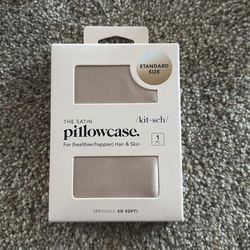 STANDARD
SIZE
/kit·sch/
THE SATIN
pillowcase.
For (healthier/happier) Hair & Skin
1
SERIOUSLY, SO SOFT!